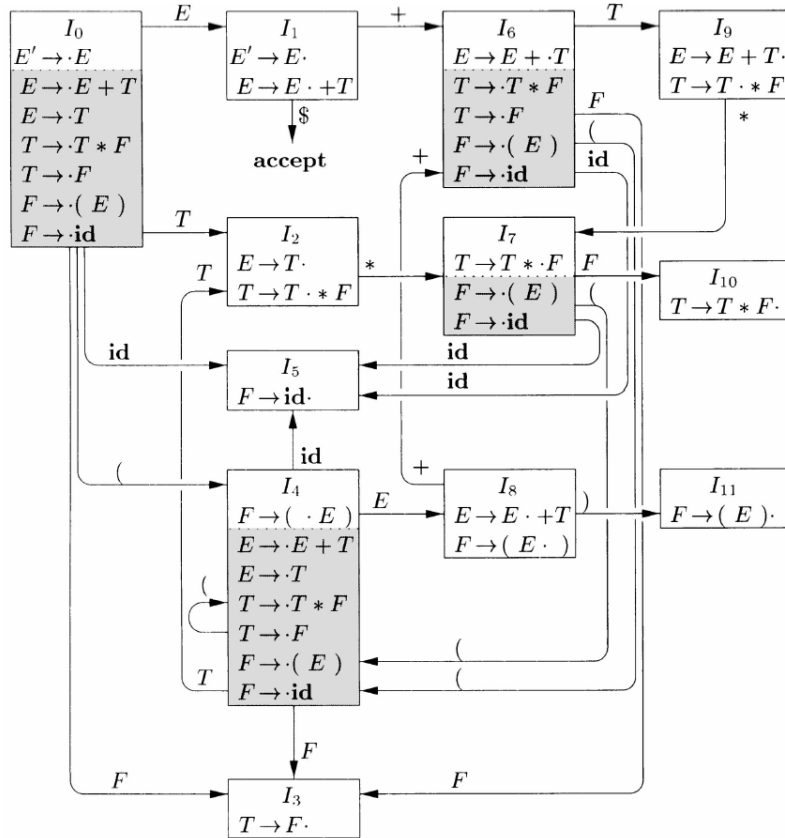 I₀
E′ → ·E
E → ·E + T
E → ·T
T → ·T * F
T → ·F
F → ·( E )
F → ·id
E
I₁
E′ → E·
E → E · +T
$
accept
+
I₆
E → E + ·T
T → ·T * F
T → ·F
F → ·( E )
F → ·id
T
I₉
E → E + T·
T → T · * F
F
(
id
*
+
T
I₂
E → T·
T → T · * F
T
*
I₇
T → T * ·F
F → ·( E )
F → ·id
F
(
I₁₀
T → T * F·
id
I₅
F → id·
id
id
id
(
I₄
F → ( · E )
E → ·E + T
E → ·T
T → ·T * F
T → ·F
F → ·( E )
F → ·id
E
+
I₈
E → E · +T
F → ( E · )
)
I₁₁
F → ( E )·
(
T
(
(
F
F
I₃
T → F·
F